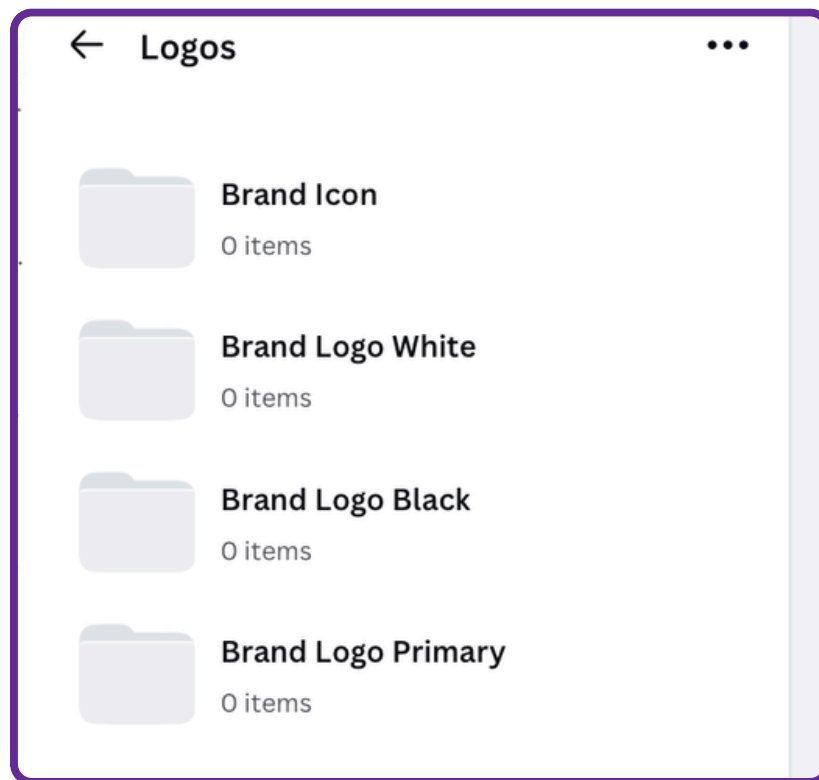 Logos
Brand Icon
0 items
Brand Logo White
0 items
Brand Logo Black
0 items
Brand Logo Primary
0 items